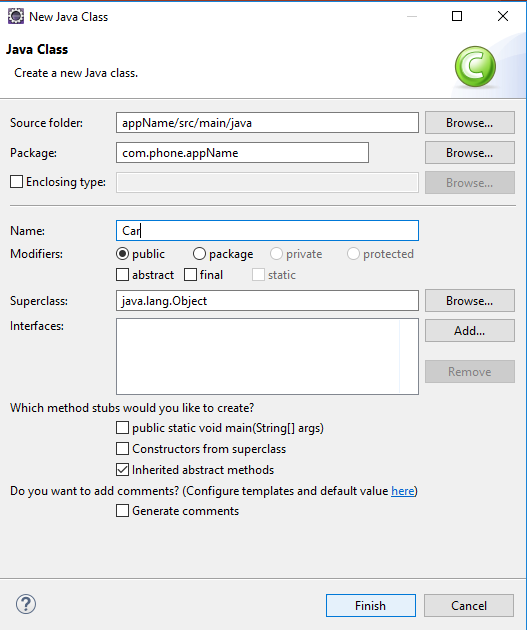 New Java Class
Java Class
Create a new Java class.
C
Source folder: appName/src/main/java Browse...
Package: com.phone.appName Browse...
Enclosing type: Browse...
Name: Car
Modifiers: public package private protected
abstract final static
Superclass: java.lang.Object Browse...
Interfaces: Add...
Remove
Which method stubs would you like to create?
public static void main(String[] args)
Constructors from superclass
Inherited abstract methods
Do you want to add comments? (Configure templates and default value here)
Generate comments
? Finish Cancel